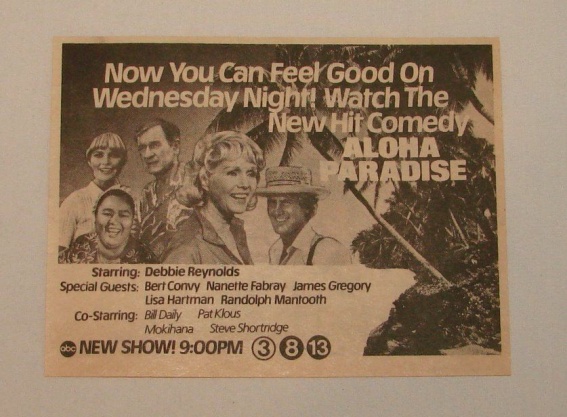 Now You Can Feel Good On
Wednesday Night! Watch The
New Hit Comedy
ALOHA
PARADISE
Starring: Debbie Reynolds
Special Guests: Bert Convy Nanette Fabray James Gregory
Lisa Hartman Randolph Mantooth
Co-Starring: Bill Daily Pat Klous
Mokihana Steve Shortridge
abc NEW SHOW! 9:00PM 3 8 13